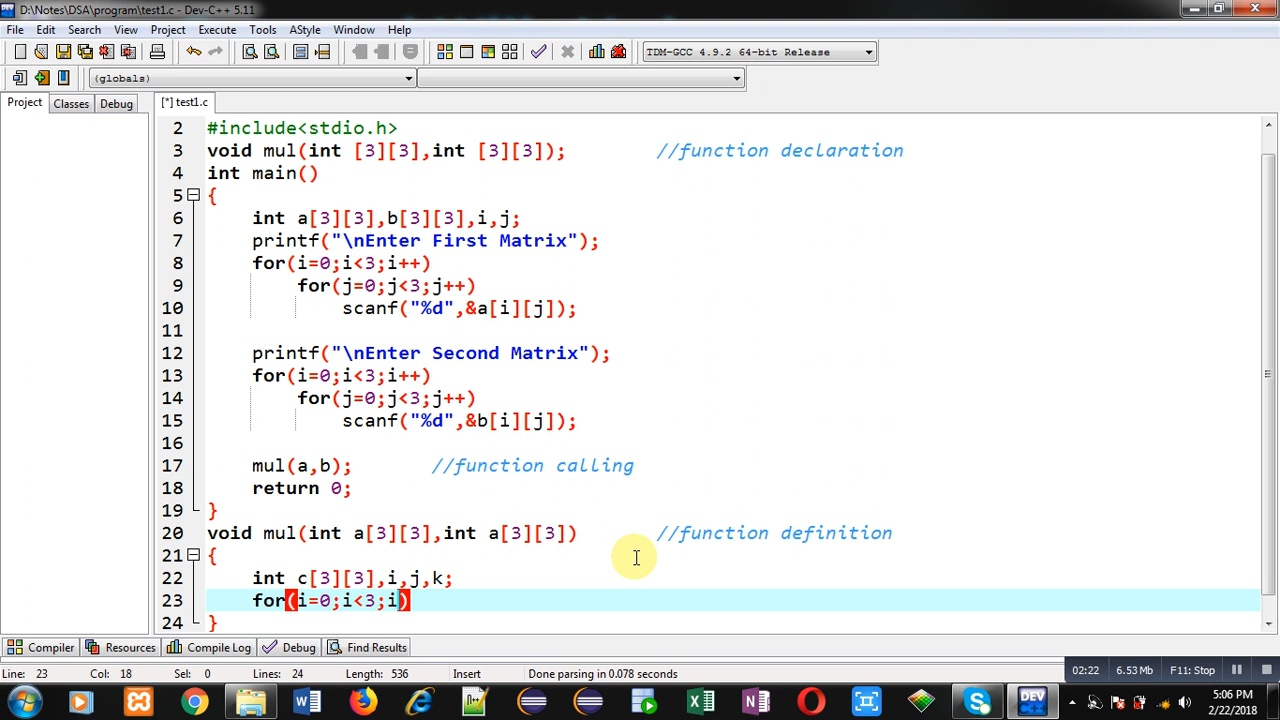 D:\Notes\DSA\program\test1.c - Dev-C++ 5.11
File Edit Search View Project Execute Tools AStyle Window Help
TDM-GCC 4.9.2 64-bit Release
(globals)
Project Classes Debug [*] test1.c
2 #include<stdio.h>
3 void mul(int [3][3],int [3][3]); //function declaration
4 int main()
5 {
6 int a[3][3],b[3][3],i,j;
7 printf("\nEnter First Matrix");
8 for(i=0;i<3;i++)
9 for(j=0;j<3;j++)
10 scanf("%d",&a[i][j]);
11
12 printf("\nEnter Second Matrix");
13 for(i=0;i<3;i++)
14 for(j=0;j<3;j++)
15 scanf("%d",&b[i][j]);
16
17 mul(a,b); //function calling
18 return 0;
19 }
20 void mul(int a[3][3],int a[3][3]) //function definition
21 {
22 int c[3][3],i,j,k;
23 for(i=0;i<3;i)
24 }
Compiler Resources Compile Log Debug Find Results
Line: 23 Col: 18 Sel: 0 Lines: 24 Length: 536 Insert Done parsing in 0.078 seconds
02:22 6.53 Mb F11: Stop
5:06 PM
2/22/2018